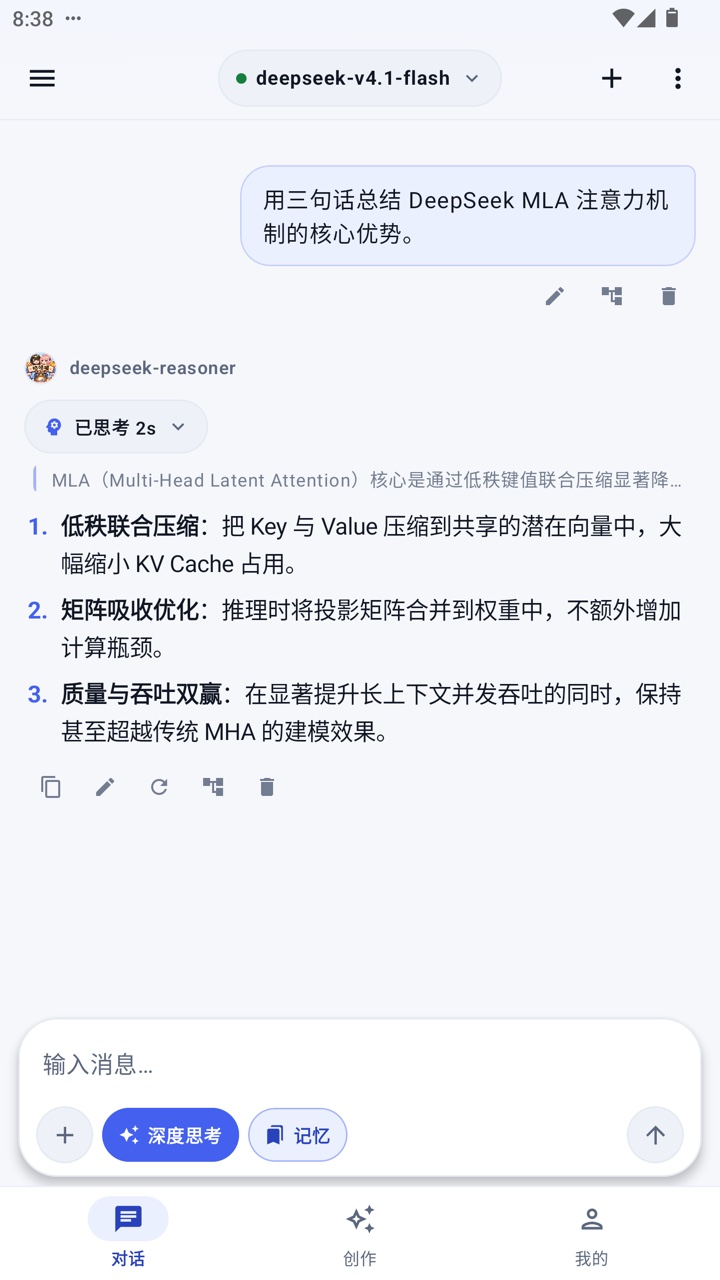 8:38
deepseek-v4.1-flash
用三句话总结 DeepSeek MLA 注意力机
制的核心优势。
deepseek-reasoner
已思考 2s
MLA（Multi-Head Latent Attention）核心是通过低秩键值联合压缩显著降…
1. 低秩联合压缩：把 Key 与 Value 压缩到共享的潜在向量中，大
幅缩小 KV Cache 占用。
2. 矩阵吸收优化：推理时将投影矩阵合并到权重中，不额外增加
计算瓶颈。
3. 质量与吞吐双赢：在显著提升长上下文并发吞吐的同时，保持
甚至超越传统 MHA 的建模效果。
输入消息…
深度思考
记忆
对话
创作
我的